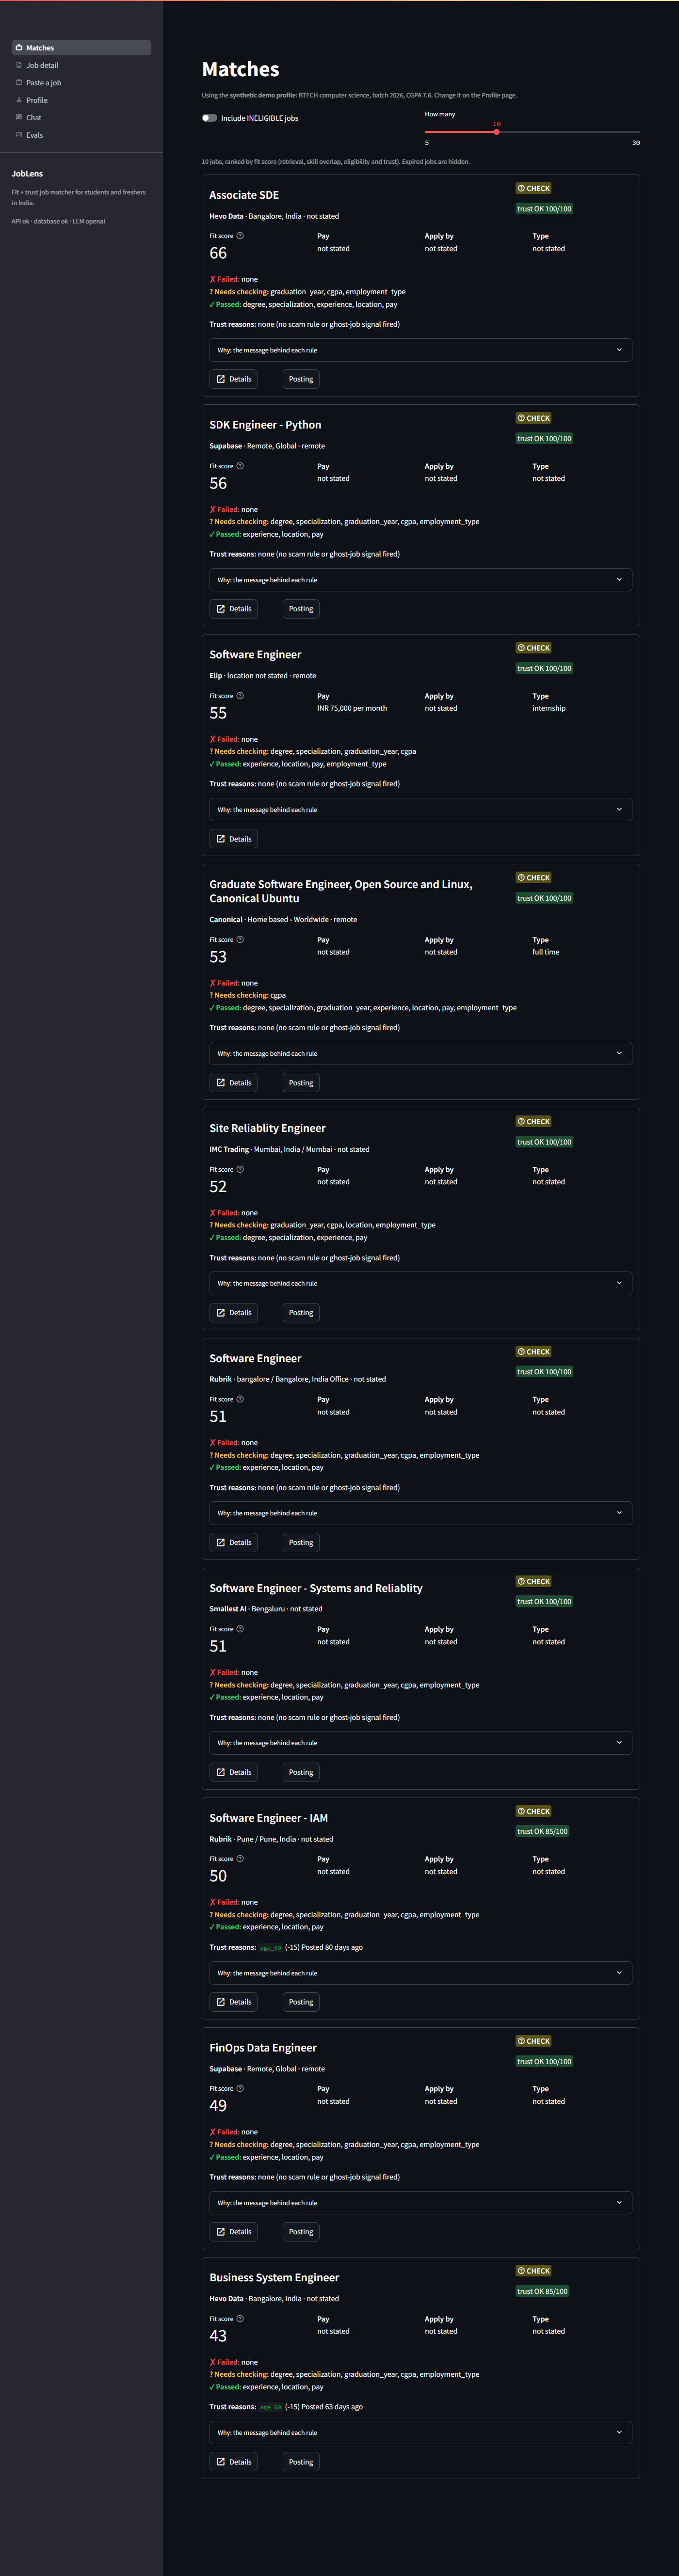 Matches
Job detail
Paste a job
Profile
Chat
Evals
JobLens
Fit + trust job matcher for students and freshers
in India.
API ok · database ok · LLM openai
Matches
Using the synthetic demo profile: BTECH computer science, batch 2026, CGPA 7.6. Change it on the Profile page.
Include INELIGIBLE jobs
How many
10
5 30
10 jobs, ranked by fit score (retrieval, skill overlap, eligibility and trust). Expired jobs are hidden.
Associate SDE
CHECK
trust OK 100/100
Hevo Data · Bangalore, India · not stated
Fit score Pay Apply by Type
66 not stated not stated not stated
✗ Failed: none
? Needs checking: graduation_year, cgpa, employment_type
✓ Passed: degree, specialization, experience, location, pay
Trust reasons: none (no scam rule or ghost-job signal fired)
Why: the message behind each rule
Details Posting
SDK Engineer - Python
CHECK
trust OK 100/100
Supabase · Remote, Global · remote
Fit score Pay Apply by Type
56 not stated not stated not stated
✗ Failed: none
? Needs checking: degree, specialization, graduation_year, cgpa, employment_type
✓ Passed: experience, location, pay
Trust reasons: none (no scam rule or ghost-job signal fired)
Why: the message behind each rule
Details Posting
Software Engineer
CHECK
trust OK 100/100
Elip · location not stated · remote
Fit score Pay Apply by Type
55 INR 75,000 per month not stated internship
✗ Failed: none
? Needs checking: degree, specialization, graduation_year, cgpa
✓ Passed: experience, location, pay, employment_type
Trust reasons: none (no scam rule or ghost-job signal fired)
Why: the message behind each rule
Details
Graduate Software Engineer, Open Source and Linux,
Canonical Ubuntu
CHECK
trust OK 100/100
Canonical · Home based - Worldwide · remote
Fit score Pay Apply by Type
53 not stated not stated full time
✗ Failed: none
? Needs checking: cgpa
✓ Passed: degree, specialization, graduation_year, experience, location, pay, employment_type
Trust reasons: none (no scam rule or ghost-job signal fired)
Why: the message behind each rule
Details Posting
Site Reliablity Engineer
CHECK
trust OK 100/100
IMC Trading · Mumbai, India / Mumbai · not stated
Fit score Pay Apply by Type
52 not stated not stated not stated
✗ Failed: none
? Needs checking: graduation_year, cgpa, location, employment_type
✓ Passed: degree, specialization, experience, pay
Trust reasons: none (no scam rule or ghost-job signal fired)
Why: the message behind each rule
Details Posting
Software Engineer
CHECK
trust OK 100/100
Rubrik · bangalore / Bangalore, India Office · not stated
Fit score Pay Apply by Type
51 not stated not stated not stated
✗ Failed: none
? Needs checking: degree, specialization, graduation_year, cgpa, employment_type
✓ Passed: experience, location, pay
Trust reasons: none (no scam rule or ghost-job signal fired)
Why: the message behind each rule
Details Posting
Software Engineer - Systems and Reliablity
CHECK
trust OK 100/100
Smallest AI · Bengaluru · not stated
Fit score Pay Apply by Type
51 not stated not stated not stated
✗ Failed: none
? Needs checking: degree, specialization, graduation_year, cgpa, employment_type
✓ Passed: experience, location, pay
Trust reasons: none (no scam rule or ghost-job signal fired)
Why: the message behind each rule
Details Posting
Software Engineer - IAM
CHECK
trust OK 85/100
Rubrik · Pune / Pune, India · not stated
Fit score Pay Apply by Type
50 not stated not stated not stated
✗ Failed: none
? Needs checking: degree, specialization, graduation_year, cgpa, employment_type
✓ Passed: experience, location, pay
Trust reasons: age_60 (-15) Posted 80 days ago
Why: the message behind each rule
Details Posting
FinOps Data Engineer
CHECK
trust OK 100/100
Supabase · Remote, Global · remote
Fit score Pay Apply by Type
49 not stated not stated not stated
✗ Failed: none
? Needs checking: degree, specialization, graduation_year, cgpa, employment_type
✓ Passed: experience, location, pay
Trust reasons: none (no scam rule or ghost-job signal fired)
Why: the message behind each rule
Details Posting
Business System Engineer
CHECK
trust OK 85/100
Hevo Data · Bangalore, India · not stated
Fit score Pay Apply by Type
43 not stated not stated not stated
✗ Failed: none
? Needs checking: degree, specialization, graduation_year, cgpa, employment_type
✓ Passed: experience, location, pay
Trust reasons: age_60 (-15) Posted 63 days ago
Why: the message behind each rule
Details Posting